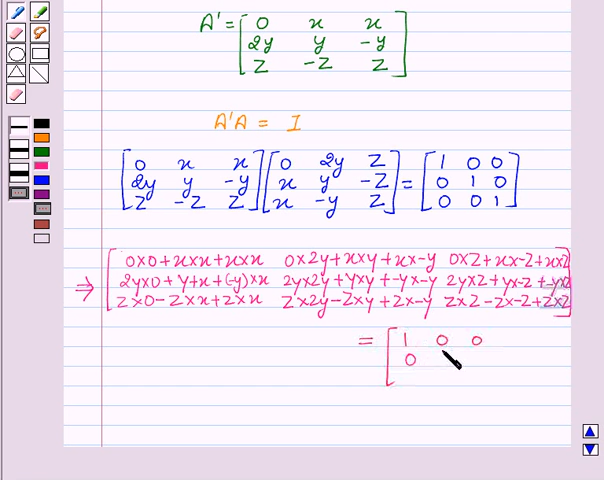 A' = [ 0 x x
2y y -y
z -z z ]
A'A = I
[ 0 x x ] [ 0 2y z ] = [ 1 0 0 ]
[ 2y y -y ] [ x y -z ] [ 0 1 0 ]
[ z -z z ] [ x -y z ] [ 0 0 1 ]
⇒ [ 0×0+x×x+x×x 0×2y+x×y+x×-y 0×z+x×-z+x×z
2y×0+y+x+(-y)×x 2y×2y+y×y+-y×-y 2y×z+y×-z+-y×z
z×0-z×x+z×x z×2y-z×y+z×-y z×z-z×-z+z×z ]
= [ 1 0 0
0